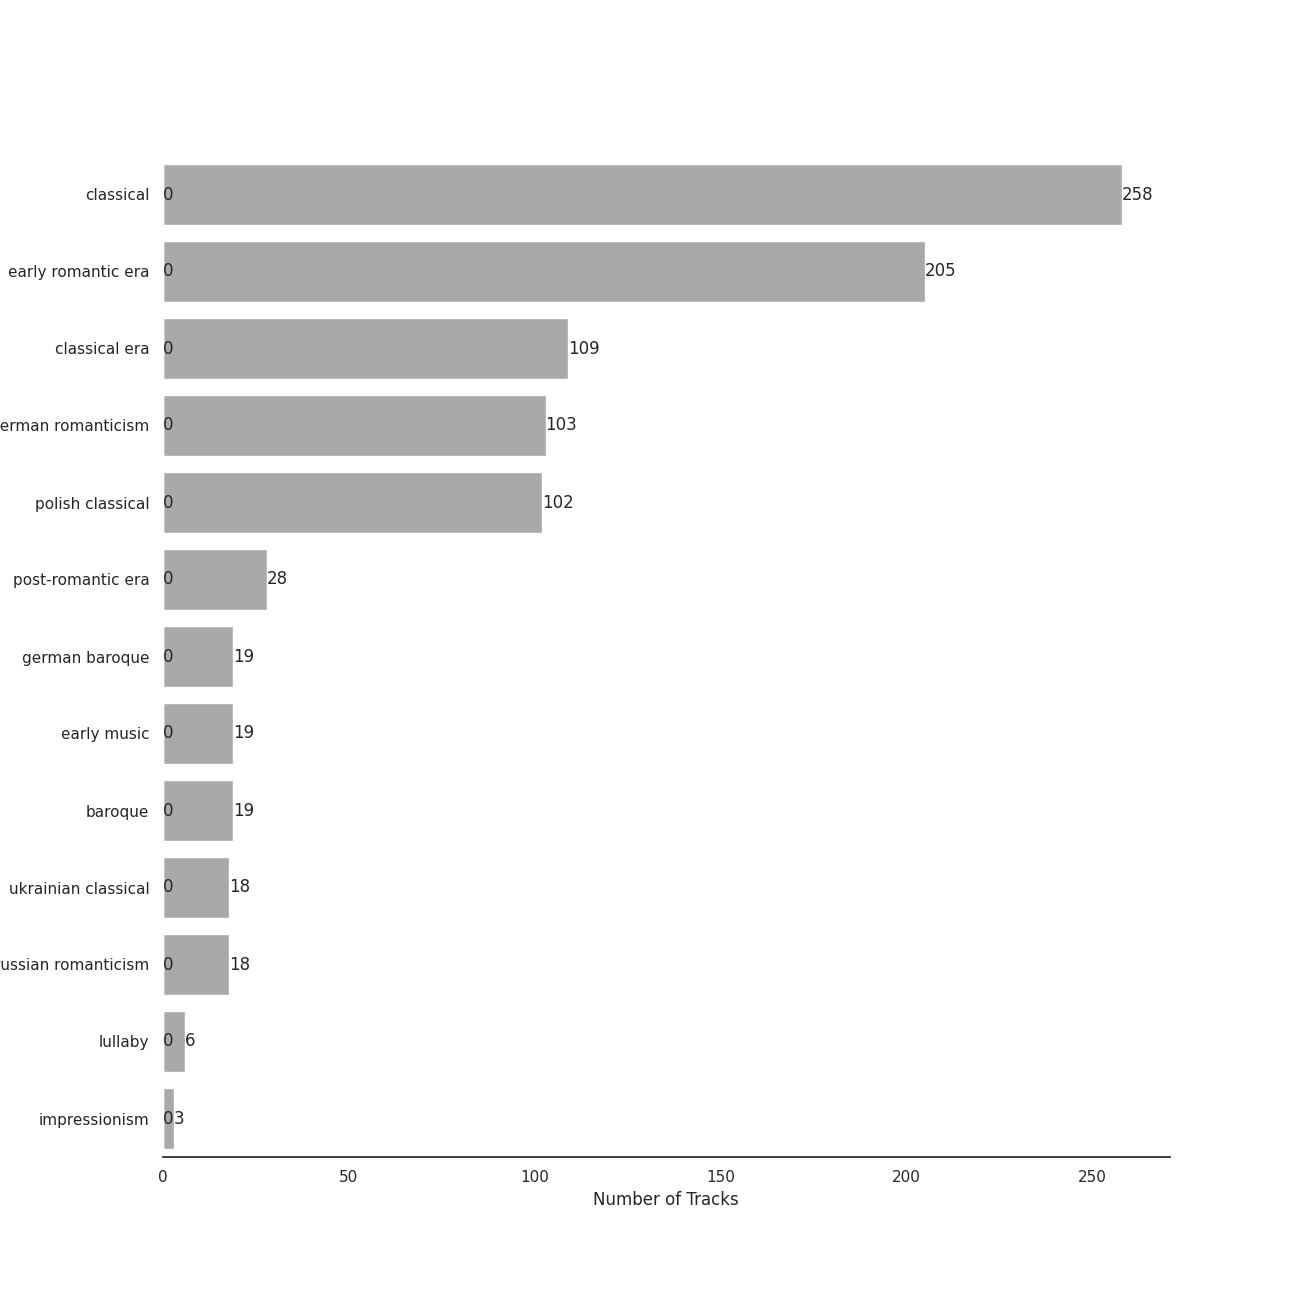 classical 0 258
early romantic era 0 205
classical era 0 109
erman romanticism 0 103
polish classical 0 102
post-romantic era 0 28
german baroque 0 19
early music 0 19
baroque 0 19
ukrainian classical 0 18
ussian romanticism 0 18
lullaby 0 6
impressionism 0 3
0 50 100 150 200 250
Number of Tracks